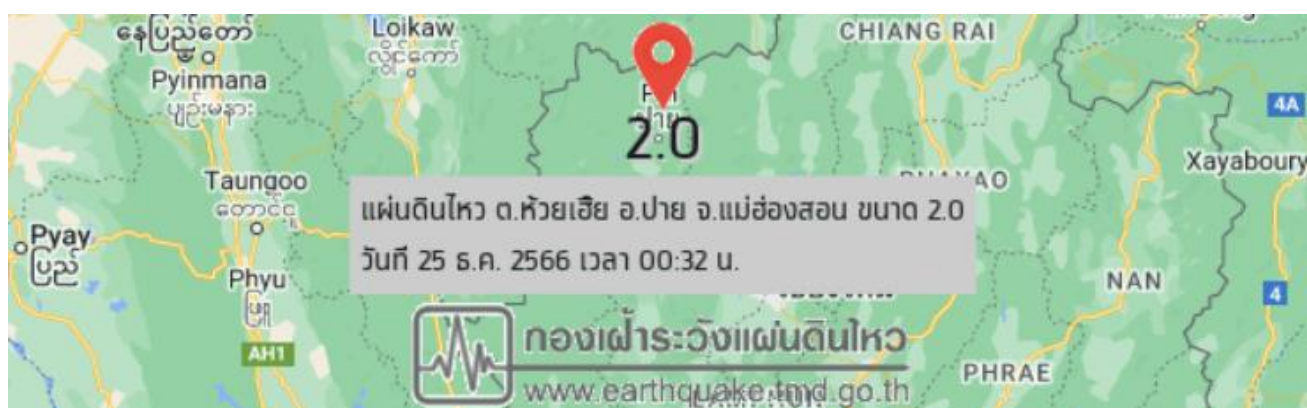 နေပြည်တော်
Loikaw
လွိုင်ကော်
CHIANG RAI
Pyinmana
ပျဉ်းမနား
4A
2.0
Xayaboury
Taungoo
တောင်ငူ
แผ่นดินไหว ต.ห้วยเฮี้ย อ.ปาย จ.แม่ฮ่องสอน ขนาด 2.0
วันที่ 25 ธ.ค. 2566 เวลา 00:32 น.
Pyay
ပြည်
Phyu
ဖြူး
NAN
4
กองเฝ้าระวังแผ่นดินไหว
AH1
PHRAE
www.earthquake.tmd.go.th